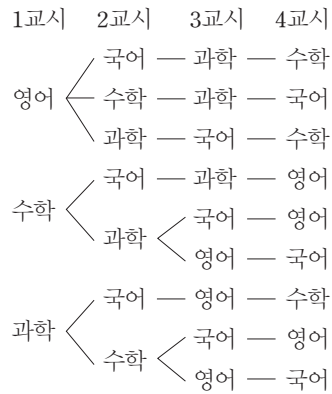 1교시 2교시 3교시 4교시
국어 — 과학 — 수학
영어 수학 — 과학 — 국어
과학 — 국어 — 수학
국어 — 과학 — 영어
수학 국어 — 영어
과학
영어 — 국어
국어 — 영어 — 수학
과학 국어 — 영어
수학
영어 — 국어